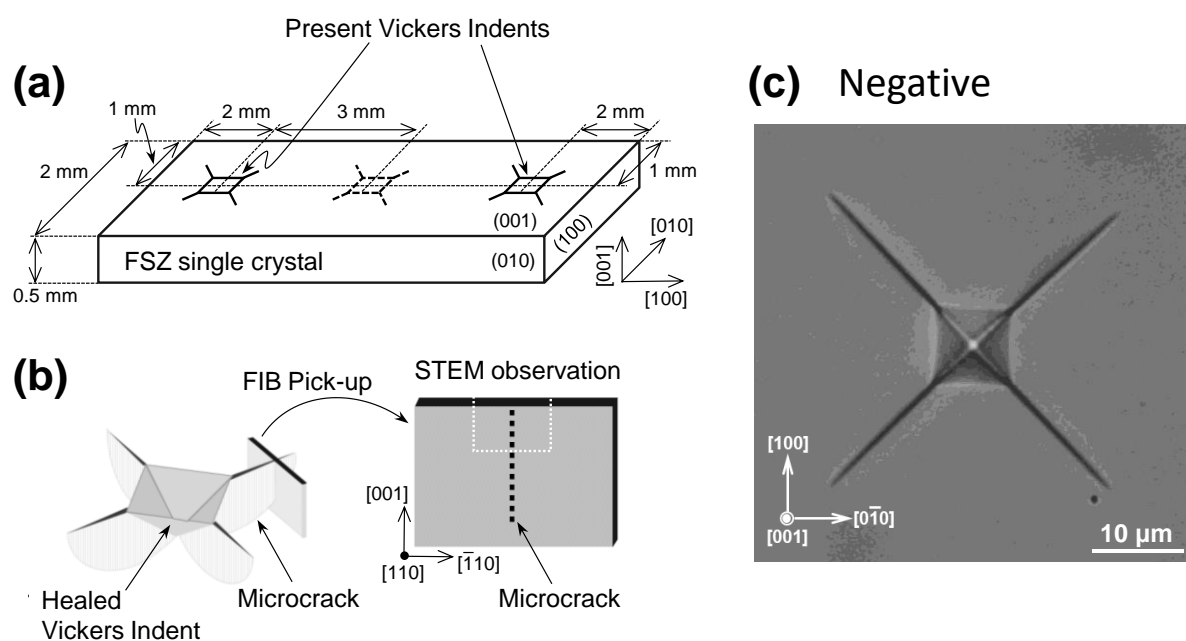 Present Vickers Indents
(a)
1 mm
2 mm
3 mm
2 mm
2 mm
1 mm
(001)
(100)
[010]
FSZ single crystal
(010)
[001]
[100]
0.5 mm
(b)
FIB Pick-up
STEM observation
[001]
[110]
[1̄10]
Healed
Vickers Indent
Microcrack
Microcrack
(c) Negative
[100]
[01̄0]
[001]
10 µm